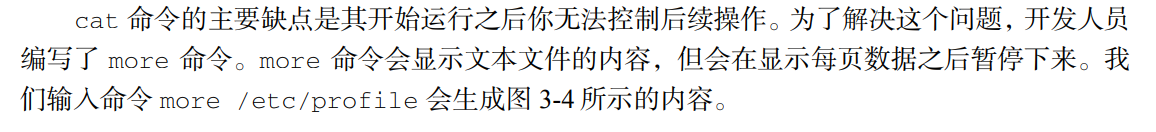 cat 命令的主要缺点是其开始运行之后你无法控制后续操作。为了解决这个问题，开发人员
编写了 more 命令。more 命令会显示文本文件的内容，但会在显示每页数据之后暂停下来。我
们输入命令 more /etc/profile 会生成图 3-4 所示的内容。